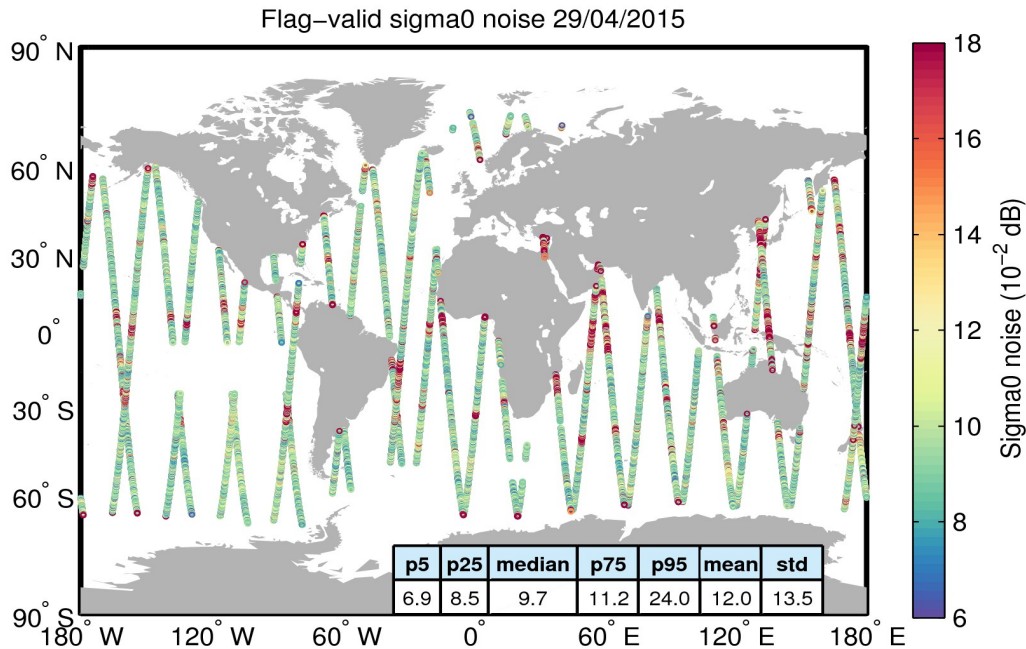 Flag−valid sigma0 noise 29/04/2015
90° N
60° N
30° N
0°
30° S
60° S
90° S
180° W
120° W
60° W
0°
60° E
120° E
180° E
p5 p25 median p75 p95 mean std
6.9 8.5 9.7 11.2 24.0 12.0 13.5
18
16
14
12
10
8
6
Sigma0 noise (10⁻² dB)